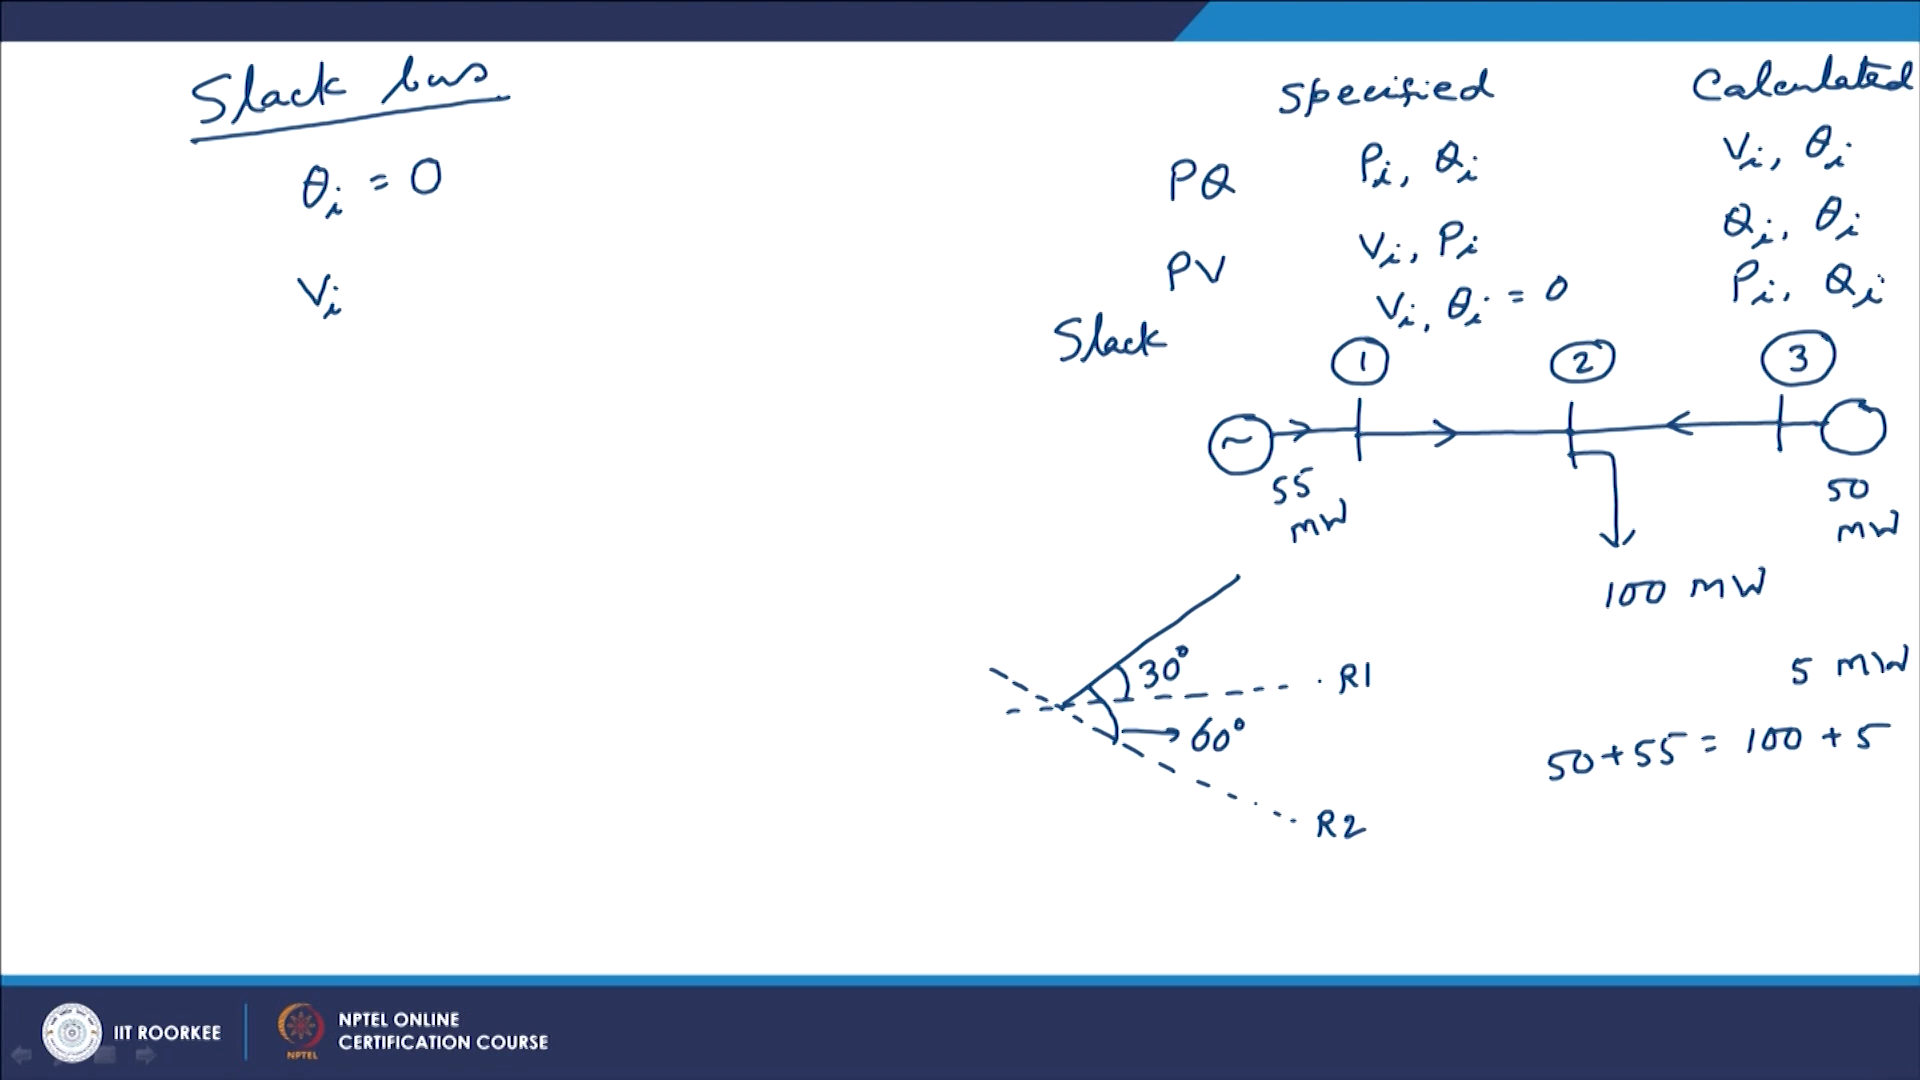 Slack bus
θi = 0
Vi
Specified Calculated
PQ Pi, Qi Vi, θi
PV Vi, Pi Qi, θi
Slack Vi, θi = 0 Pi, Qi
1 2 3
~
55 MW
50 MW
100 MW
30°
R1
60°
R2
5 MW
50+55 = 100 + 5
IIT ROORKEE
NPTEL
NPTEL ONLINE
CERTIFICATION COURSE